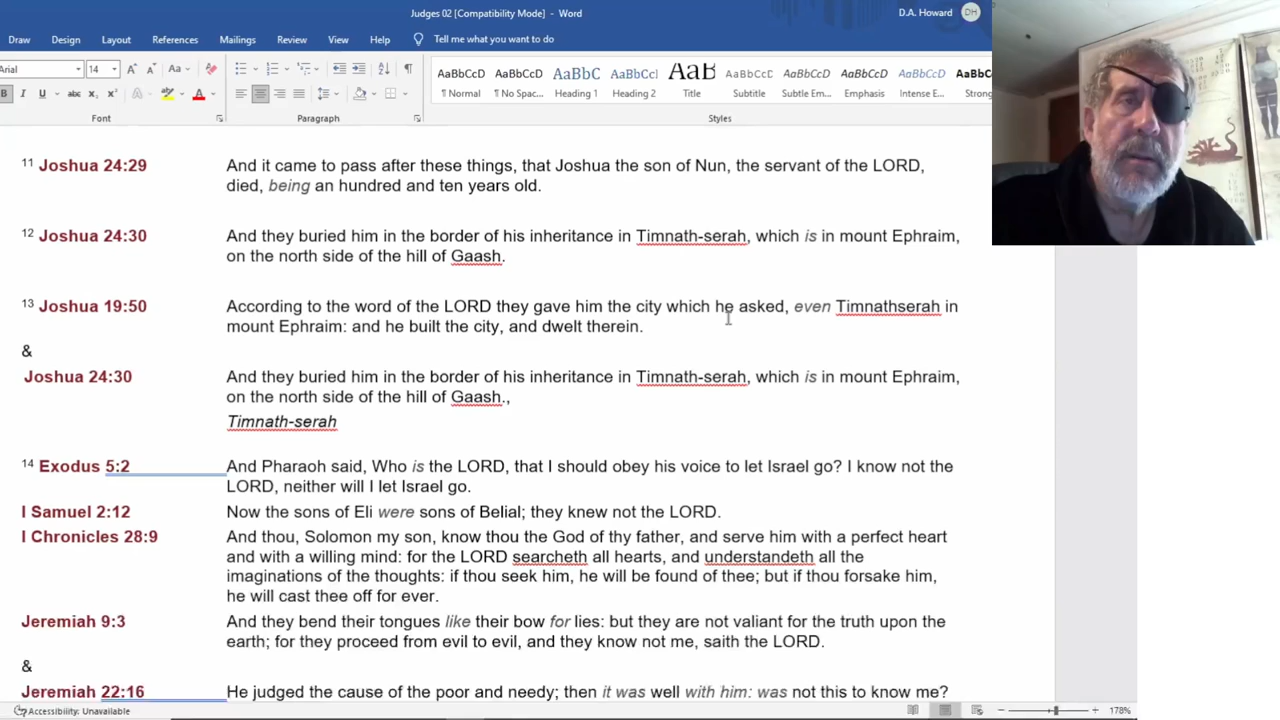 Judges 02 [Compatibility Mode] - Word
D.A. Howard DH
Draw Design Layout References Mailings Review View Help Tell me what you want to do
Arial 14 A A Aa A
B I U abc x₂ x² A A
AaBbCcD AaBbCcD AaBbC AaBbCc AaB AaBbCcD AaBbCcD AaBbCcD AaBbCcD AaBbCc
¶ Normal ¶ No Spac... Heading 1 Heading 2 Title Subtitle Subtle Em... Emphasis Intense E... Strong
Font Paragraph Styles
11 Joshua 24:29 And it came to pass after these things, that Joshua the son of Nun, the servant of the LORD,
died, being an hundred and ten years old.
12 Joshua 24:30 And they buried him in the border of his inheritance in Timnath-serah, which is in mount Ephraim,
on the north side of the hill of Gaash.
13 Joshua 19:50 According to the word of the LORD they gave him the city which he asked, even Timnathserah in
mount Ephraim: and he built the city, and dwelt therein.
&
Joshua 24:30 And they buried him in the border of his inheritance in Timnath-serah, which is in mount Ephraim,
on the north side of the hill of Gaash.,
Timnath-serah
14 Exodus 5:2 And Pharaoh said, Who is the LORD, that I should obey his voice to let Israel go? I know not the
LORD, neither will I let Israel go.
I Samuel 2:12 Now the sons of Eli were sons of Belial; they knew not the LORD.
I Chronicles 28:9 And thou, Solomon my son, know thou the God of thy father, and serve him with a perfect heart
and with a willing mind: for the LORD searcheth all hearts, and understandeth all the
imaginations of the thoughts: if thou seek him, he will be found of thee; but if thou forsake him,
he will cast thee off for ever.
Jeremiah 9:3 And they bend their tongues like their bow for lies: but they are not valiant for the truth upon the
earth; for they proceed from evil to evil, and they know not me, saith the LORD.
&
Jeremiah 22:16 He judged the cause of the poor and needy; then it was well with him: was not this to know me?
Accessibility: Unavailable 178%